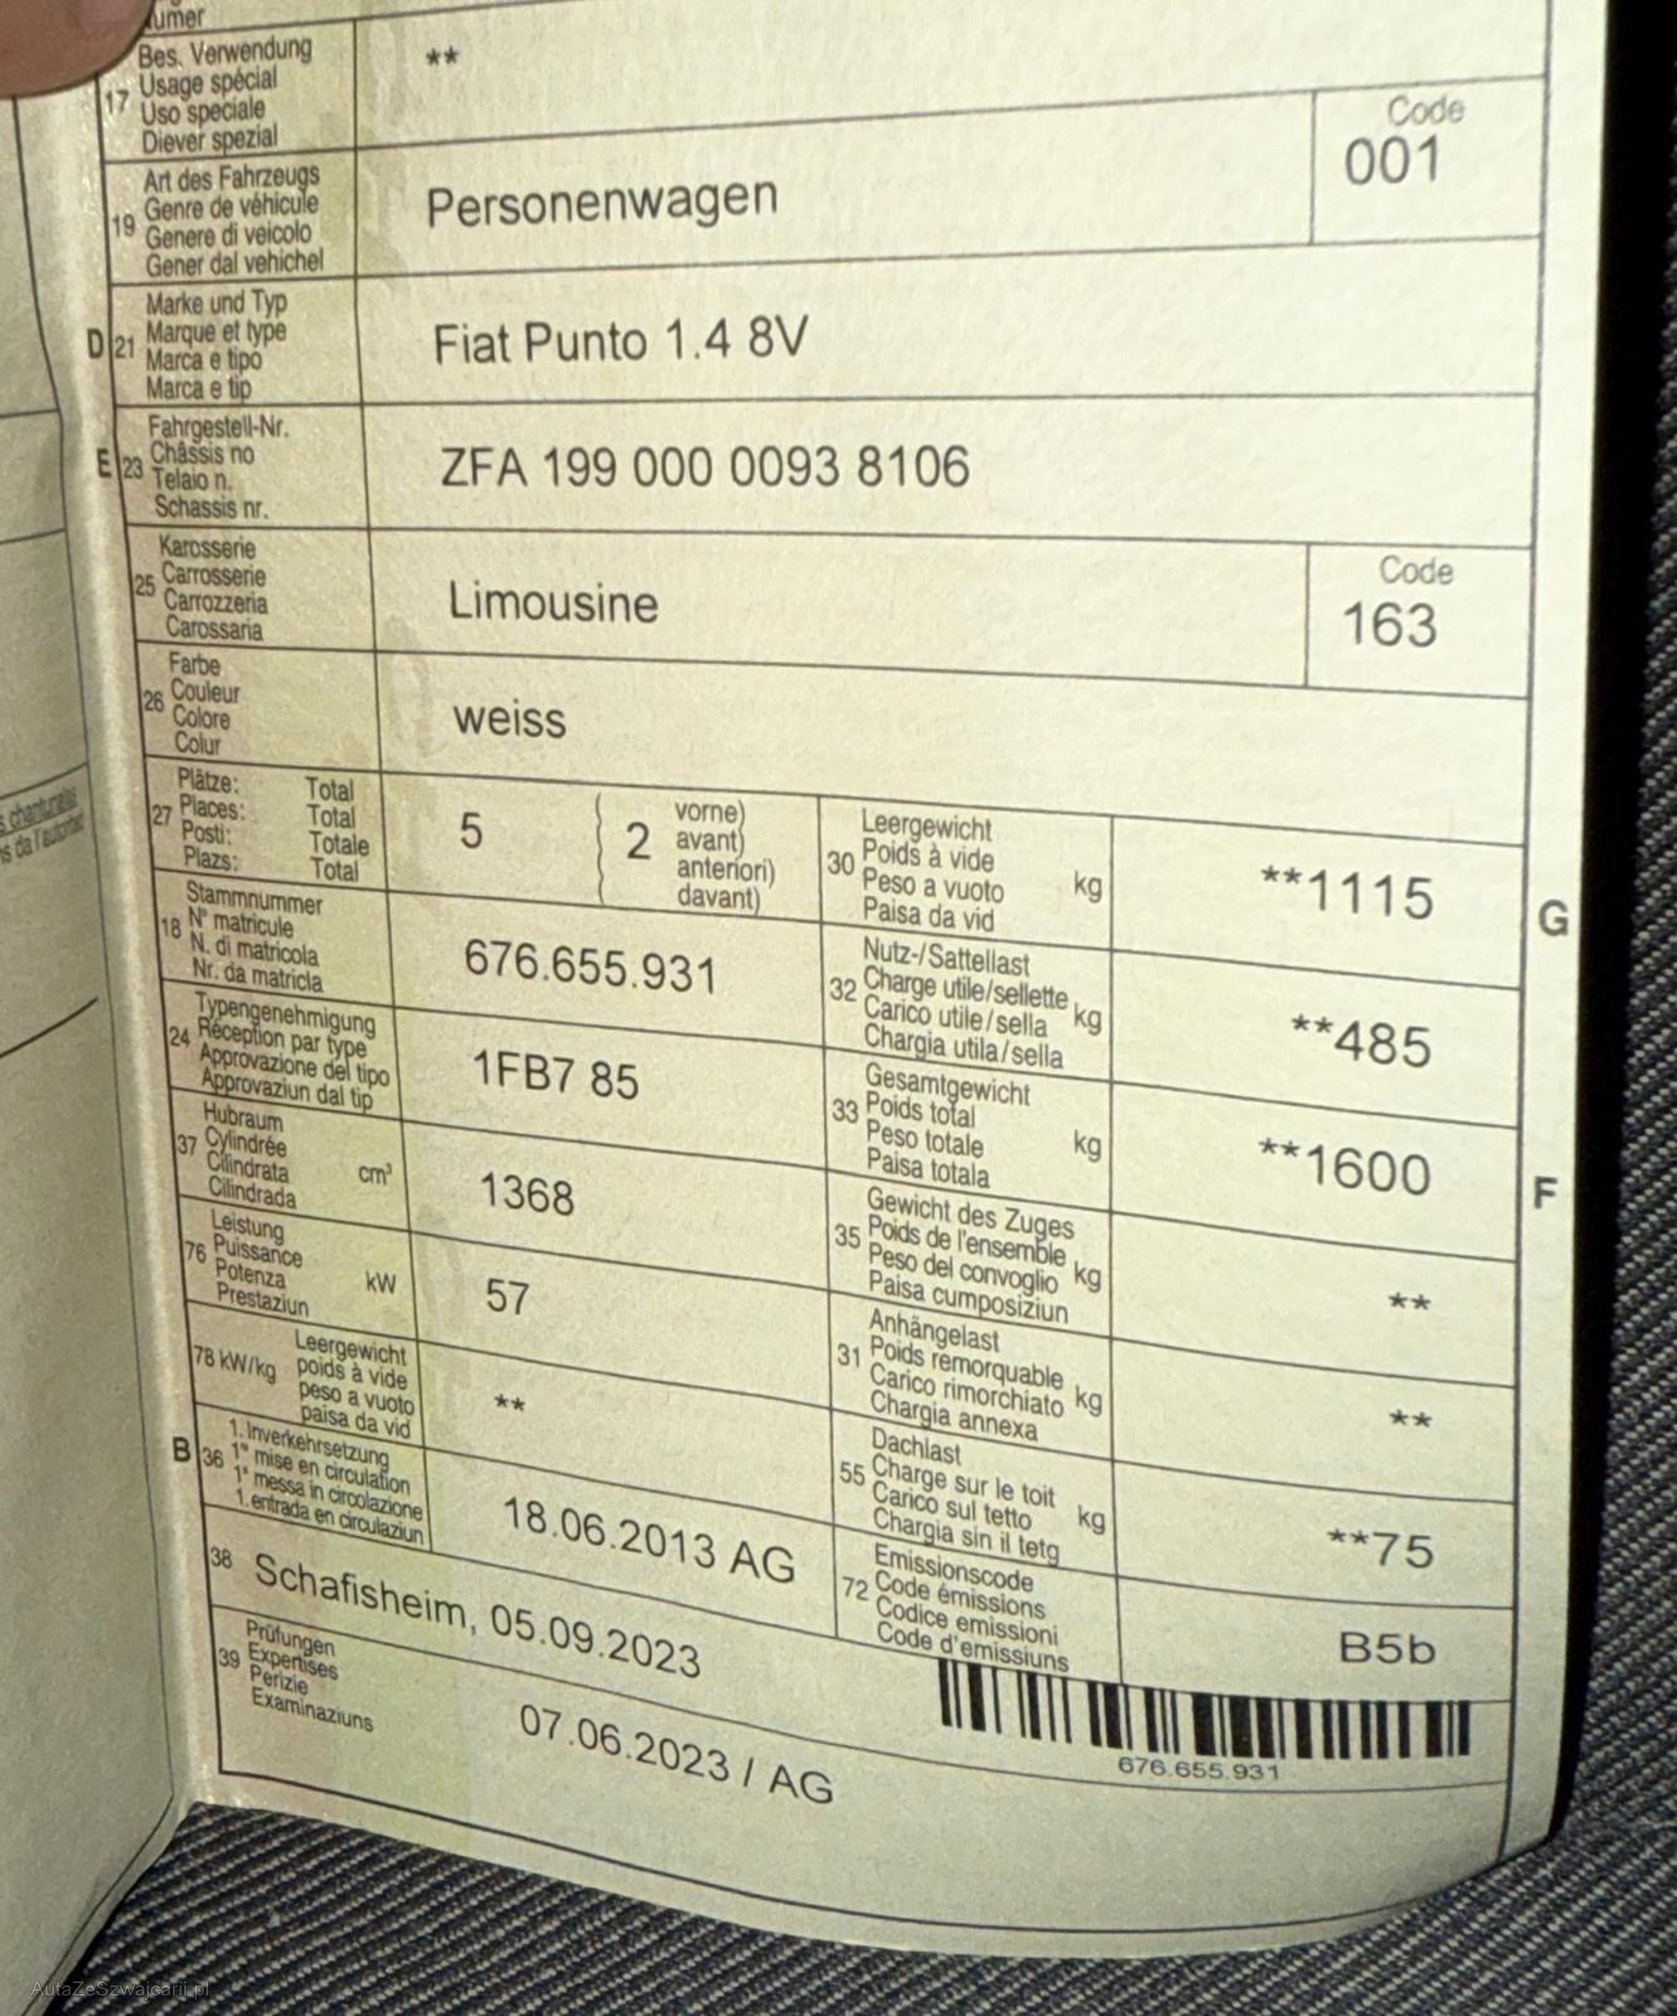 Bes. Verwendung
17 Usage spécial
Uso speciale
Diever spezial
**
Art des Fahrzeugs
19 Genre de véhicule
Genere di veicolo
Gener dal vehichel
Personenwagen
Code
001
Marke und Typ
D 21 Marque et type
Marca e tipo
Marca e tip
Fiat Punto 1.4 8V
Fahrgestell-Nr.
E 23 Châssis no
Telaio n.
Schassis nr.
ZFA 199 000 0093 8106
Karosserie
25 Carrosserie
Carrozzeria
Carossaria
Limousine
Code
163
Farbe
26 Couleur
Colore
Colur
weiss
Plätze: Total
27 Places: Total
Posti: Totale
Plazs: Total
5 ( 2
vorne)
avant)
anteriori)
davant)
Leergewicht
30 Poids à vide kg
Peso a vuoto
Paisa da vid
**1115
G
Stammnummer
18 N° matricule
N. di matricola
Nr. da matricla
676.655.931
Nutz-/Sattellast
32 Charge utile/sellette kg
Carico utile/sella
Chargia utila/sella
**485
Typengenehmigung
24 Réception par type
Approvazione del tipo
Approvaziun dal tip
1FB7 85
Gesamtgewicht
33 Poids total kg
Peso totale
Paisa totala
**1600
F
Hubraum
37 Cylindrée cm³
Cilindrata
Cilindrada
1368
Gewicht des Zuges
35 Poids de l'ensemble kg
Peso del convoglio
Paisa cumposiziun
**
Leistung
76 Puissance kW
Potenza
Prestaziun
57
Anhängelast
31 Poids remorquable kg
Carico rimorchiato
Chargia annexa
**
Leergewicht
78 kW/kg poids à vide
peso a vuoto
paisa da vid
**
Dachlast
55 Charge sur le toit kg
Carico sul tetto
Chargia sin il tetg
**75
1. Inverkehrsetzung
B 36 1re mise en circulation
1a messa in circolazione
1. entrada en circulaziun
18.06.2013 AG
Emissionscode
72 Code émissions
Codice emissioni
Code d'emissiuns
B5b
38 Schafisheim, 05.09.2023
Prüfungen
39 Expertises
Perizie
Examinaziuns
07.06.2023 / AG
676.655.931
AutaZeSzwajcarii.pl